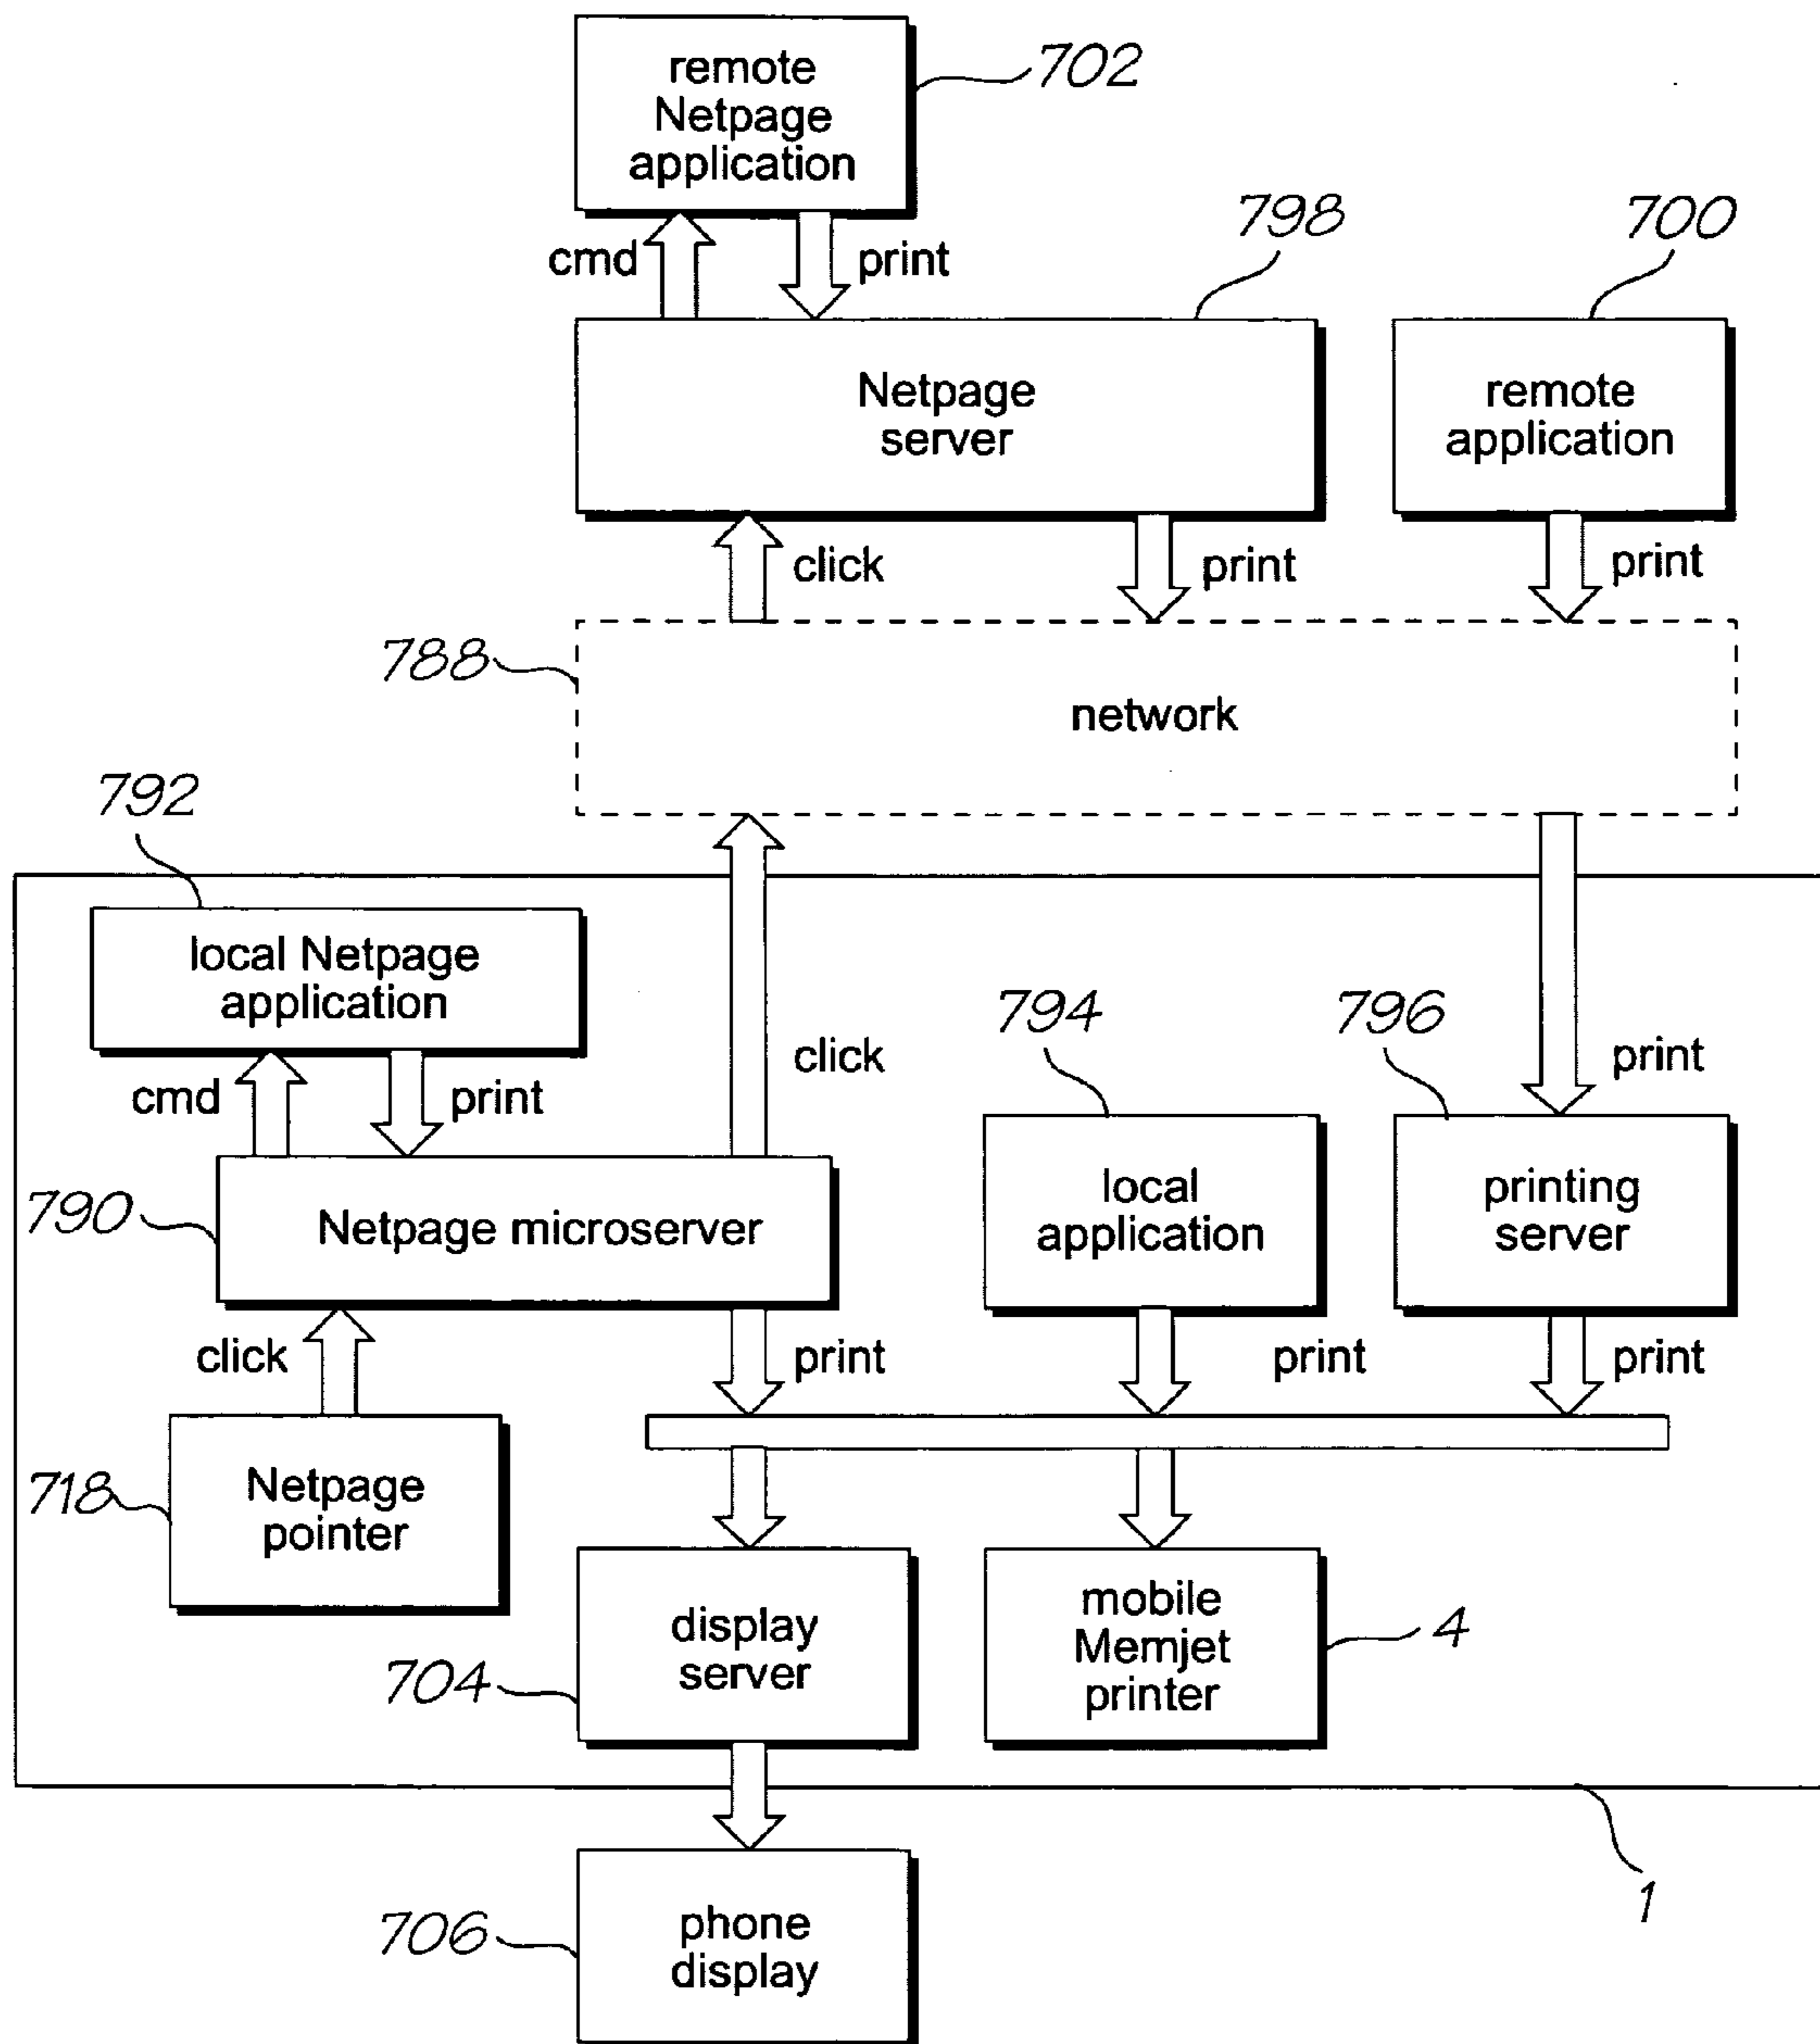 remote
Netpage
application
702
cmd
print
798
700
Netpage
server
remote
application
click
print
print
788
network
792
local Netpage
application
click
794
796
print
cmd
print
790
Netpage microserver
local
application
printing
server
click
print
print
print
718
Netpage
pointer
display
server
704
mobile
Memjet
printer
4
706
phone
display
1